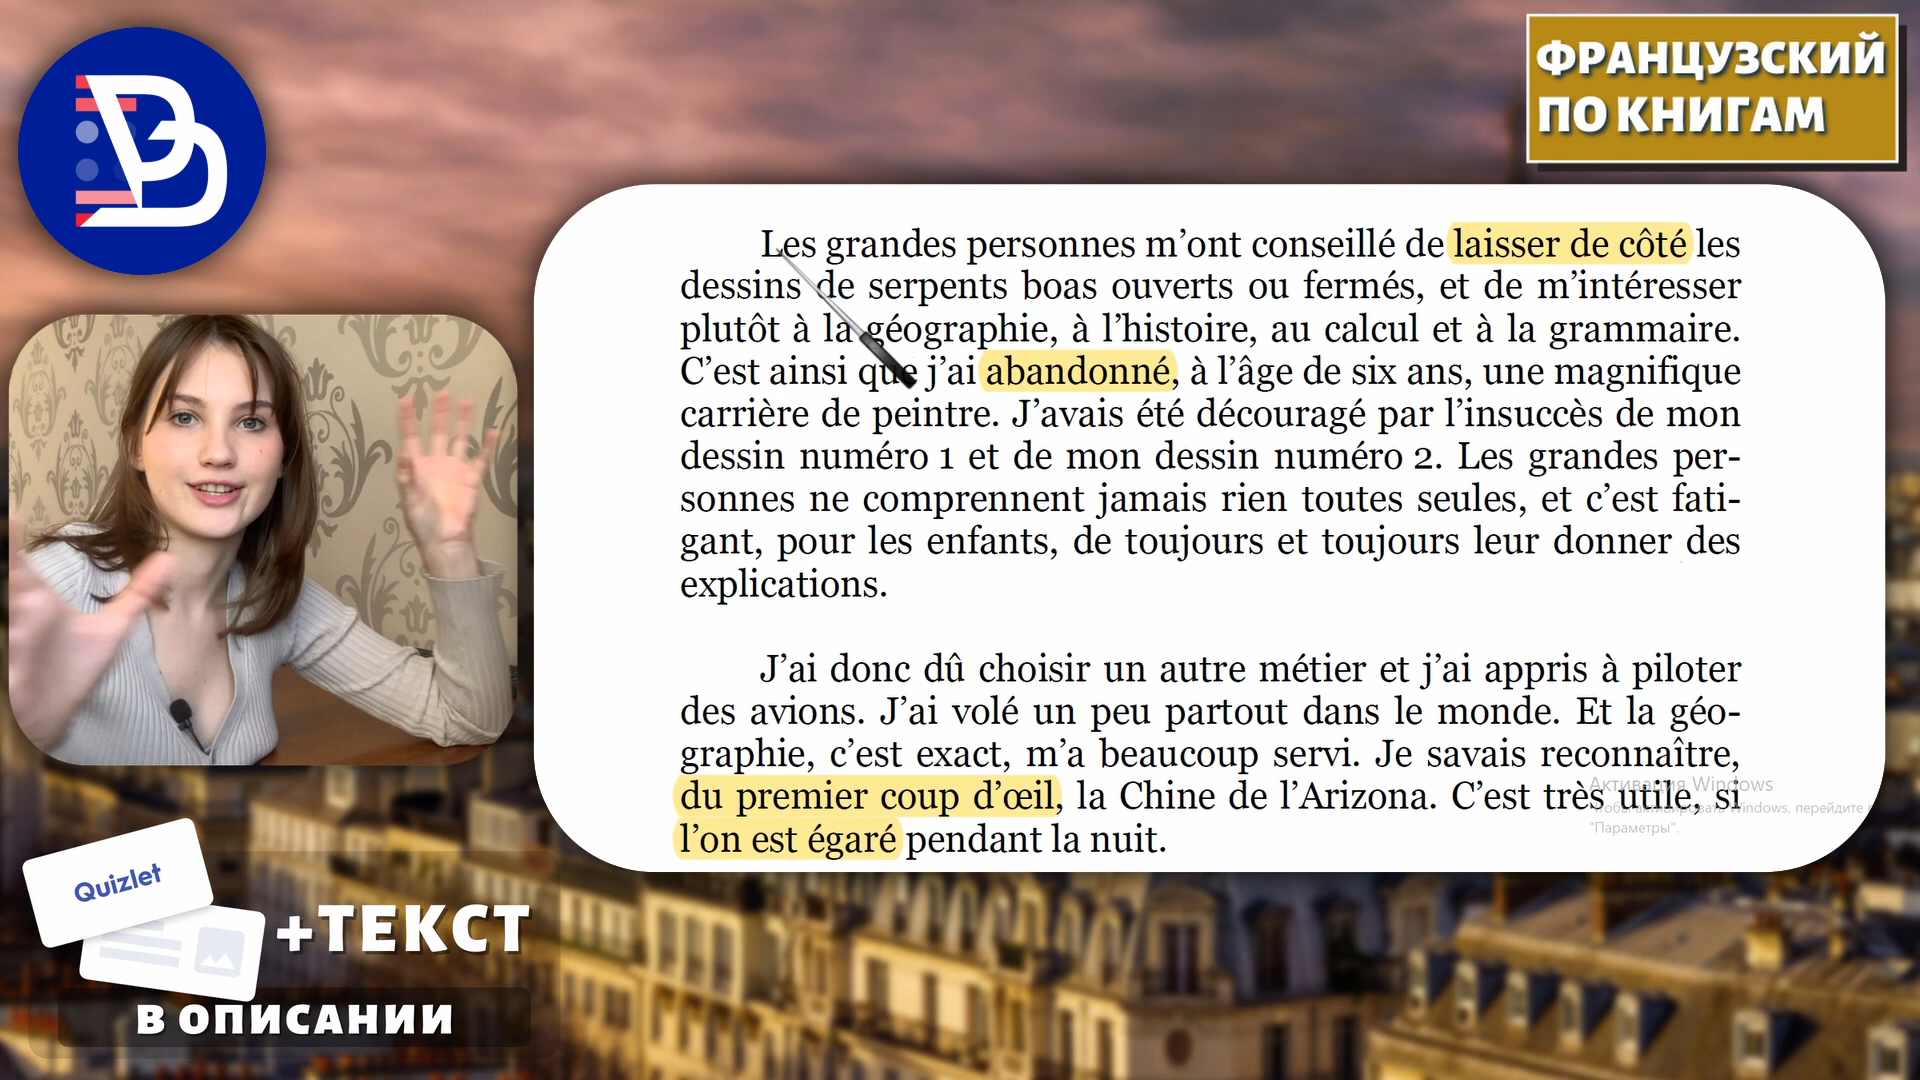 ФРАНЦУЗСКИЙ
ПО КНИГАМ
Les grandes personnes m’ont conseillé de laisser de côté les
dessins de serpents boas ouverts ou fermés, et de m’intéresser
plutôt à la géographie, à l’histoire, au calcul et à la grammaire.
C’est ainsi que j’ai abandonné, à l’âge de six ans, une magnifique
carrière de peintre. J’avais été découragé par l’insuccès de mon
dessin numéro 1 et de mon dessin numéro 2. Les grandes per-
sonnes ne comprennent jamais rien toutes seules, et c’est fati-
gant, pour les enfants, de toujours et toujours leur donner des
explications.
J’ai donc dû choisir un autre métier et j’ai appris à piloter
des avions. J’ai volé un peu partout dans le monde. Et la géo-
graphie, c’est exact, m’a beaucoup servi. Je savais reconnaître,
du premier coup d’œil, la Chine de l’Arizona. C’est très utile, si
l’on est égaré pendant la nuit.
Активация Windows
Чтобы активировать Windows, перейдите в
"Параметры".
Quizlet
+ТЕКСТ
В ОПИСАНИИ